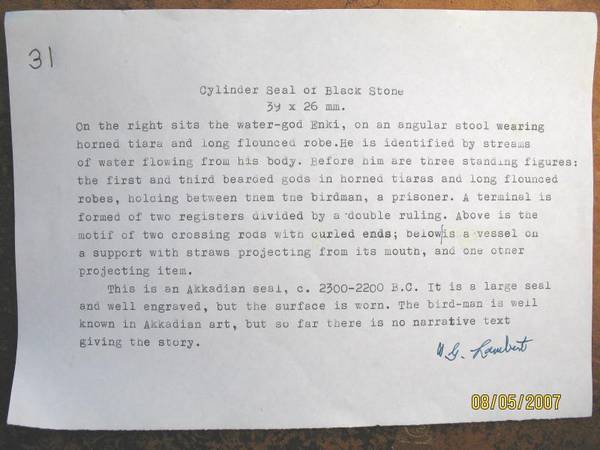 31
Cylinder Seal of Black Stone
39 x 26 mm.
On the right sits the water-god Enki, on an angular stool wearing
horned tiara and long flounced robe.He is identified by streams
of water flowing from his body. Before him are three standing figures:
the first and third bearded gods in horned tiaras and long flounced
robes, holding between them the birdman, a prisoner. A terminal is
formed of two registers divided by a double ruling. Above is the
motif of two crossing rods with curled ends; below/is a vessel on
a support with straws projecting from its mouth, and one other
projecting item.
This is an Akkadian seal, c. 2300-2200 B.C. It is a large seal
and well engraved, but the surface is worn. The bird-man is well
known in Akkadian art, but so far there is no narrative text
giving the story.
W. G. Lambert
08/05/2007